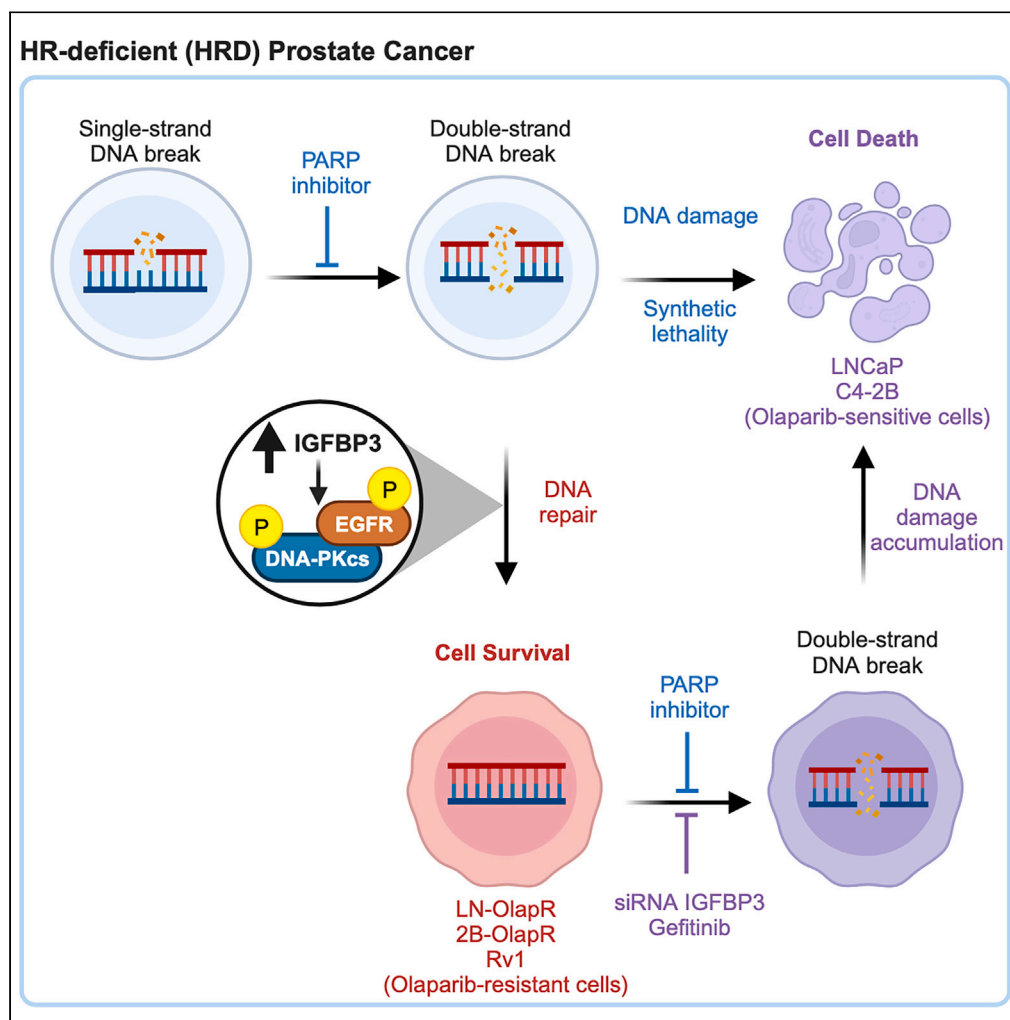 HR-deficient (HRD) Prostate Cancer
Single-strand
DNA break
PARP
inhibitor
Double-strand
DNA break
DNA damage
Synthetic
lethality
Cell Death
LNCaP
C4-2B
(Olaparib-sensitive cells)
IGFBP3
P
EGFR
P
DNA-PKcs
DNA
repair
DNA
damage
accumulation
Cell Survival
LN-OlapR
2B-OlapR
Rv1
(Olaparib-resistant cells)
PARP
inhibitor
siRNA IGFBP3
Gefitinib
Double-strand
DNA break